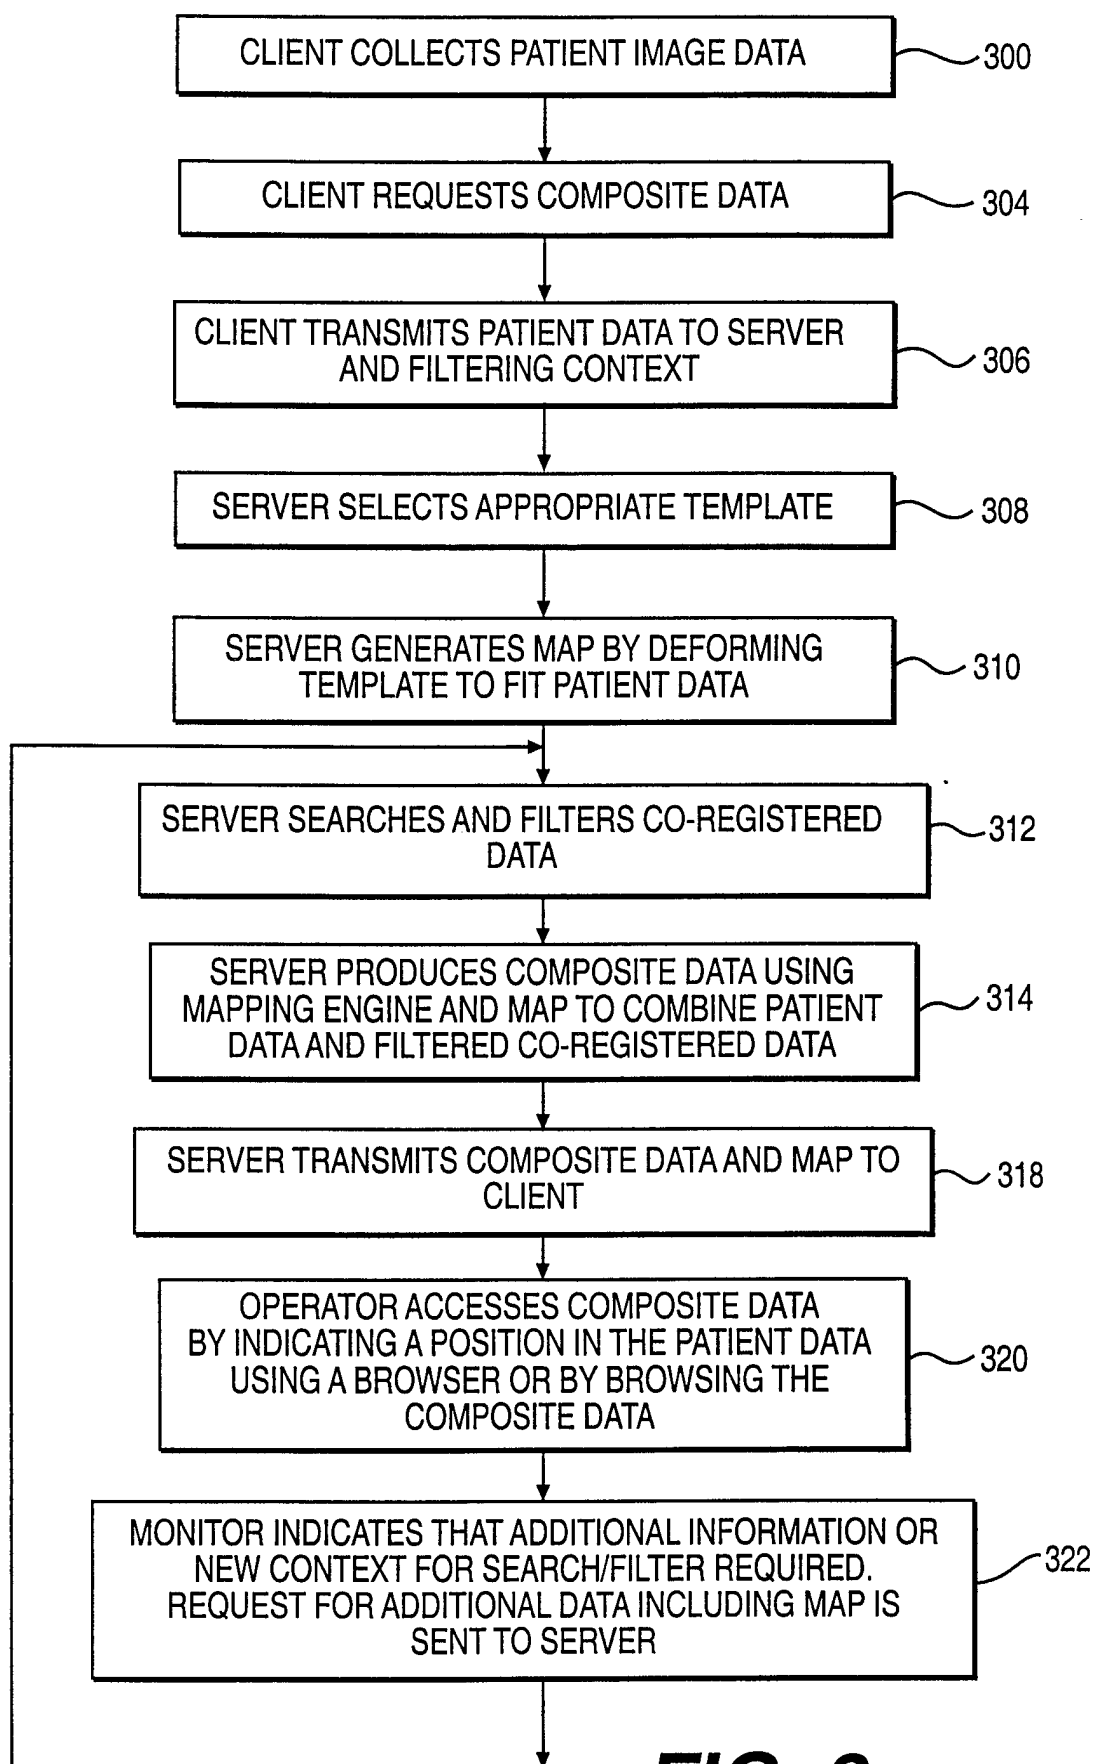 CLIENT COLLECTS PATIENT IMAGE DATA
300
CLIENT REQUESTS COMPOSITE DATA
304
CLIENT TRANSMITS PATIENT DATA TO SERVER
AND FILTERING CONTEXT
306
SERVER SELECTS APPROPRIATE TEMPLATE
308
SERVER GENERATES MAP BY DEFORMING
TEMPLATE TO FIT PATIENT DATA
310
SERVER SEARCHES AND FILTERS CO-REGISTERED
DATA
312
SERVER PRODUCES COMPOSITE DATA USING
MAPPING ENGINE AND MAP TO COMBINE PATIENT
DATA AND FILTERED CO-REGISTERED DATA
314
SERVER TRANSMITS COMPOSITE DATA AND MAP TO
CLIENT
318
OPERATOR ACCESSES COMPOSITE DATA
BY INDICATING A POSITION IN THE PATIENT DATA
USING A BROWSER OR BY BROWSING THE
COMPOSITE DATA
320
MONITOR INDICATES THAT ADDITIONAL INFORMATION OR
NEW CONTEXT FOR SEARCH/FILTER REQUIRED.
REQUEST FOR ADDITIONAL DATA INCLUDING MAP IS
SENT TO SERVER
322
FIG.